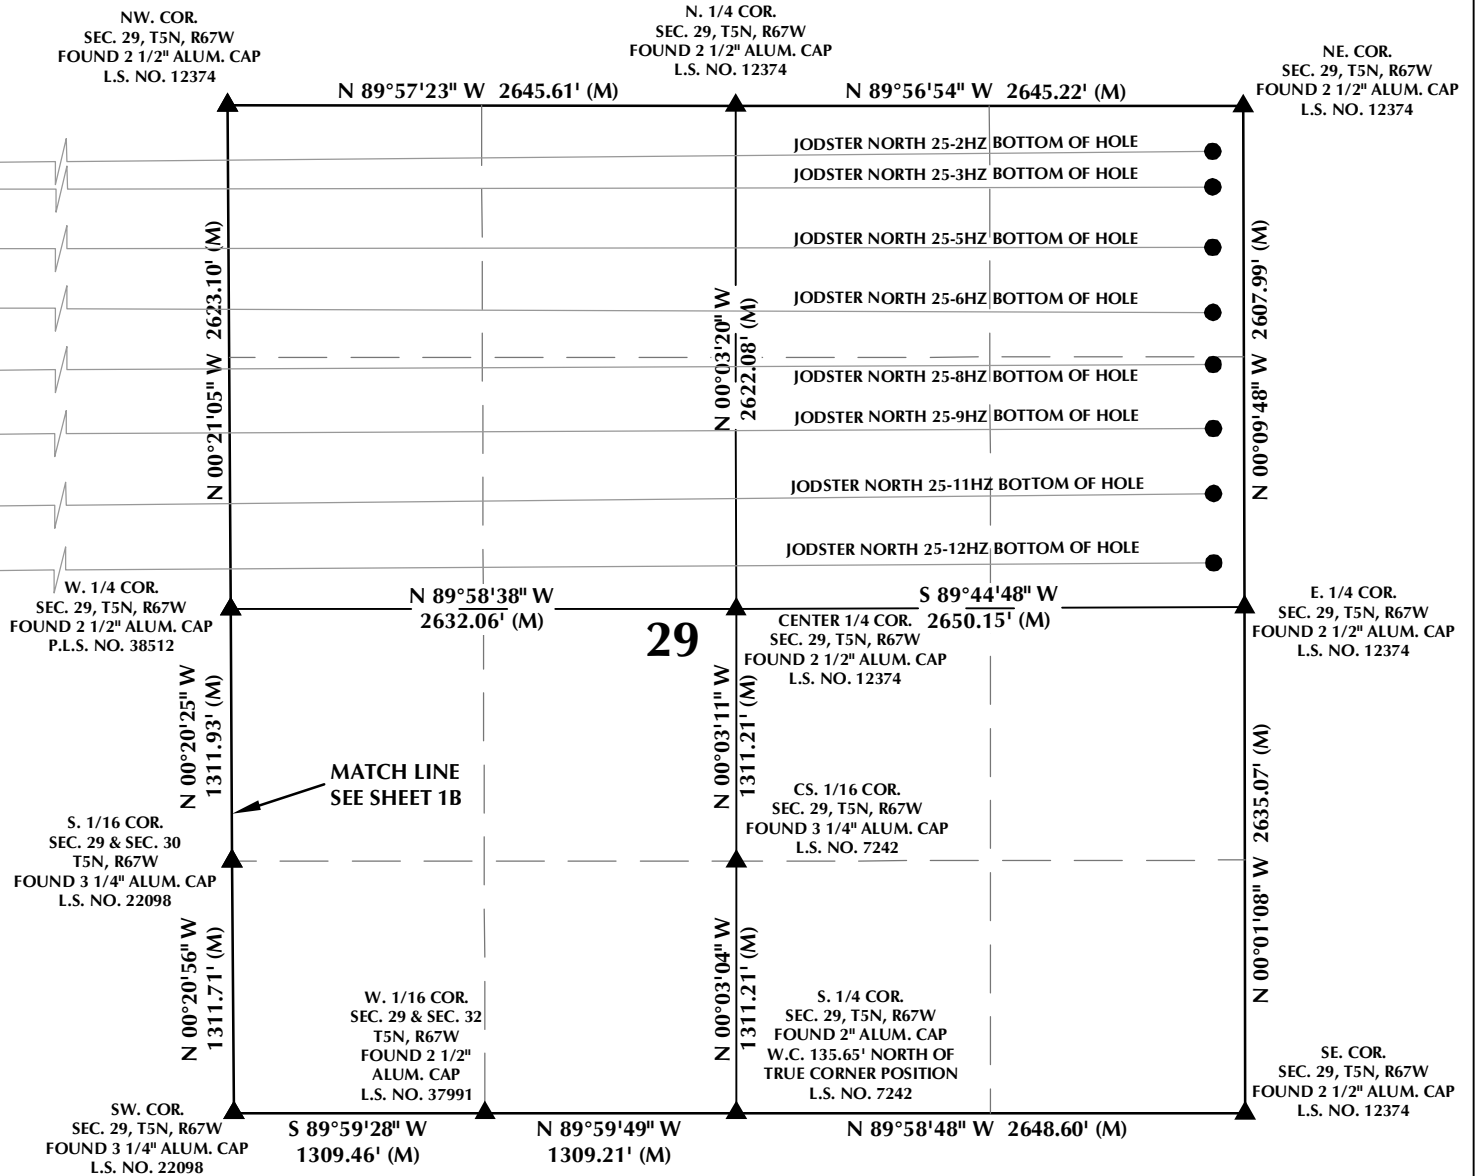 NW. COR.
SEC. 29, T5N, R67W
FOUND 2 1/2" ALUM. CAP
L.S. NO. 12374
N. 1/4 COR.
SEC. 29, T5N, R67W
FOUND 2 1/2" ALUM. CAP
L.S. NO. 12374
NE. COR.
SEC. 29, T5N, R67W
FOUND 2 1/2" ALUM. CAP
L.S. NO. 12374
N 89°57'23" W 2645.61' (M)
N 89°56'54" W 2645.22' (M)
JODSTER NORTH 25-2HZ BOTTOM OF HOLE
JODSTER NORTH 25-3HZ BOTTOM OF HOLE
JODSTER NORTH 25-5HZ BOTTOM OF HOLE
JODSTER NORTH 25-6HZ BOTTOM OF HOLE
JODSTER NORTH 25-8HZ BOTTOM OF HOLE
JODSTER NORTH 25-9HZ BOTTOM OF HOLE
JODSTER NORTH 25-11HZ BOTTOM OF HOLE
JODSTER NORTH 25-12HZ BOTTOM OF HOLE
N 00°21'05" W 2623.10' (M)
N 00°03'20" W
2622.08' (M)
N 00°09'48" W 2607.99' (M)
W. 1/4 COR.
SEC. 29, T5N, R67W
FOUND 2 1/2" ALUM. CAP
P.L.S. NO. 38512
N 89°58'38" W
2632.06' (M)
29
S 89°44'48" W
2650.15' (M)
CENTER 1/4 COR.
SEC. 29, T5N, R67W
FOUND 2 1/2" ALUM. CAP
L.S. NO. 12374
E. 1/4 COR.
SEC. 29, T5N, R67W
FOUND 2 1/2" ALUM. CAP
L.S. NO. 12374
N 00°20'25" W
1311.93' (M)
MATCH LINE
SEE SHEET 1B
N 00°03'11" W
1311.21' (M)
CS. 1/16 COR.
SEC. 29, T5N, R67W
FOUND 3 1/4" ALUM. CAP
L.S. NO. 7242
N 00°01'08" W 2635.07' (M)
S. 1/16 COR.
SEC. 29 & SEC. 30
T5N, R67W
FOUND 3 1/4" ALUM. CAP
L.S. NO. 22098
N 00°20'56" W
1311.71' (M)
W. 1/16 COR.
SEC. 29 & SEC. 32
T5N, R67W
FOUND 2 1/2"
ALUM. CAP
L.S. NO. 37991
N 00°03'04" W
1311.21' (M)
S. 1/4 COR.
SEC. 29, T5N, R67W
FOUND 2" ALUM. CAP
W.C. 135.65' NORTH OF
TRUE CORNER POSITION
L.S. NO. 7242
SE. COR.
SEC. 29, T5N, R67W
FOUND 2 1/2" ALUM. CAP
L.S. NO. 12374
SW. COR.
SEC. 29, T5N, R67W
FOUND 3 1/4" ALUM. CAP
L.S. NO. 22098
S 89°59'28" W
1309.46' (M)
N 89°59'49" W
1309.21' (M)
N 89°58'48" W 2648.60' (M)